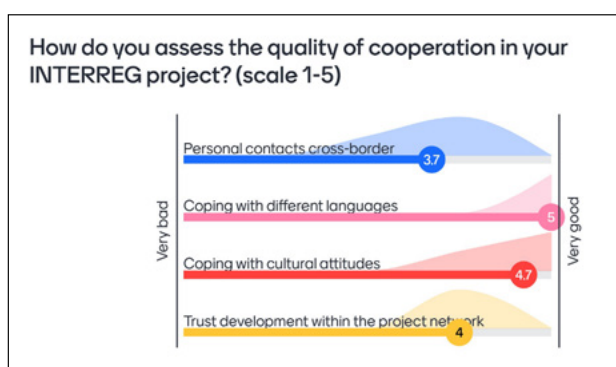 How do you assess the quality of cooperation in your
INTERREG project? (scale 1-5)
Very bad
Personal contacts cross-border
3.7
Coping with different languages
5
Coping with cultural attitudes
4.7
Trust development within the project network
4
Very good